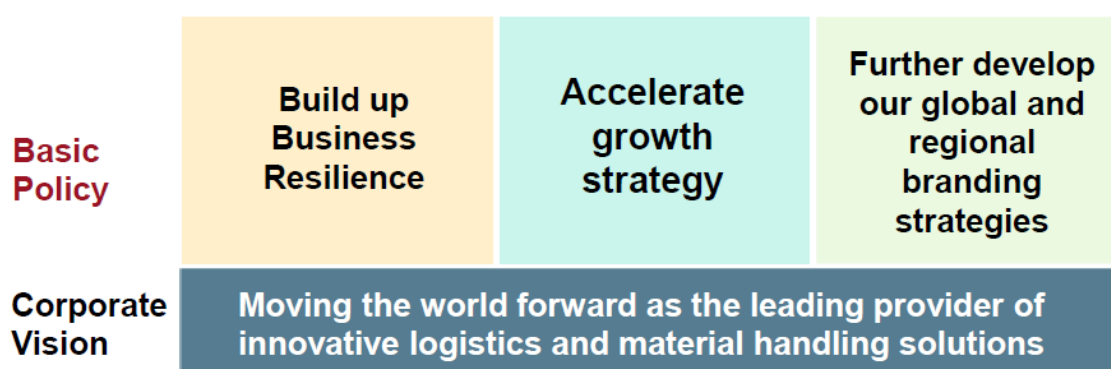 Basic
Policy
Build up
Business
Resilience
Accelerate
growth
strategy
Further develop
our global and
regional
branding
strategies
Corporate
Vision
Moving the world forward as the leading provider of
innovative logistics and material handling solutions